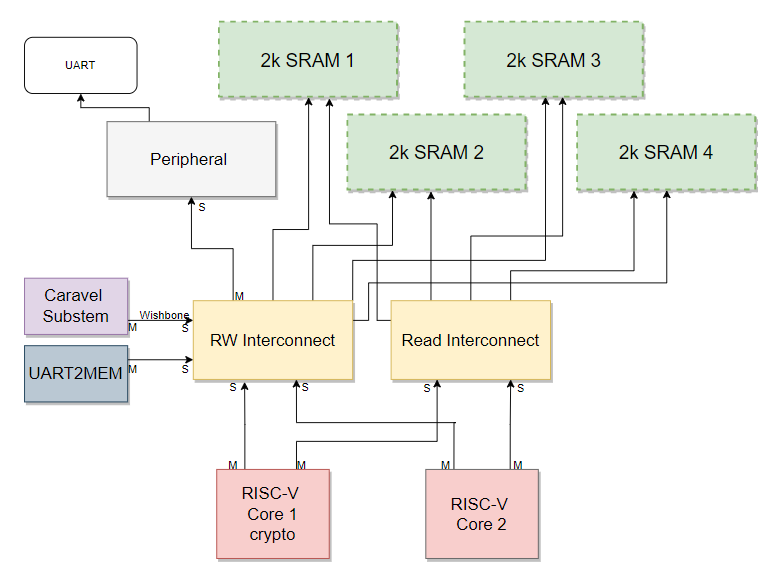 2k SRAM 1
2k SRAM 3
UART
Peripheral
2k SRAM 2
2k SRAM 4
S
M
Caravel
Substem
Wishbone
M
S
RW Interconnect
Read Interconnect
UART2MEM
M
S
S
S
S
S
M
M
M
M
RISC-V
Core 1
crypto
RISC-V
Core 2